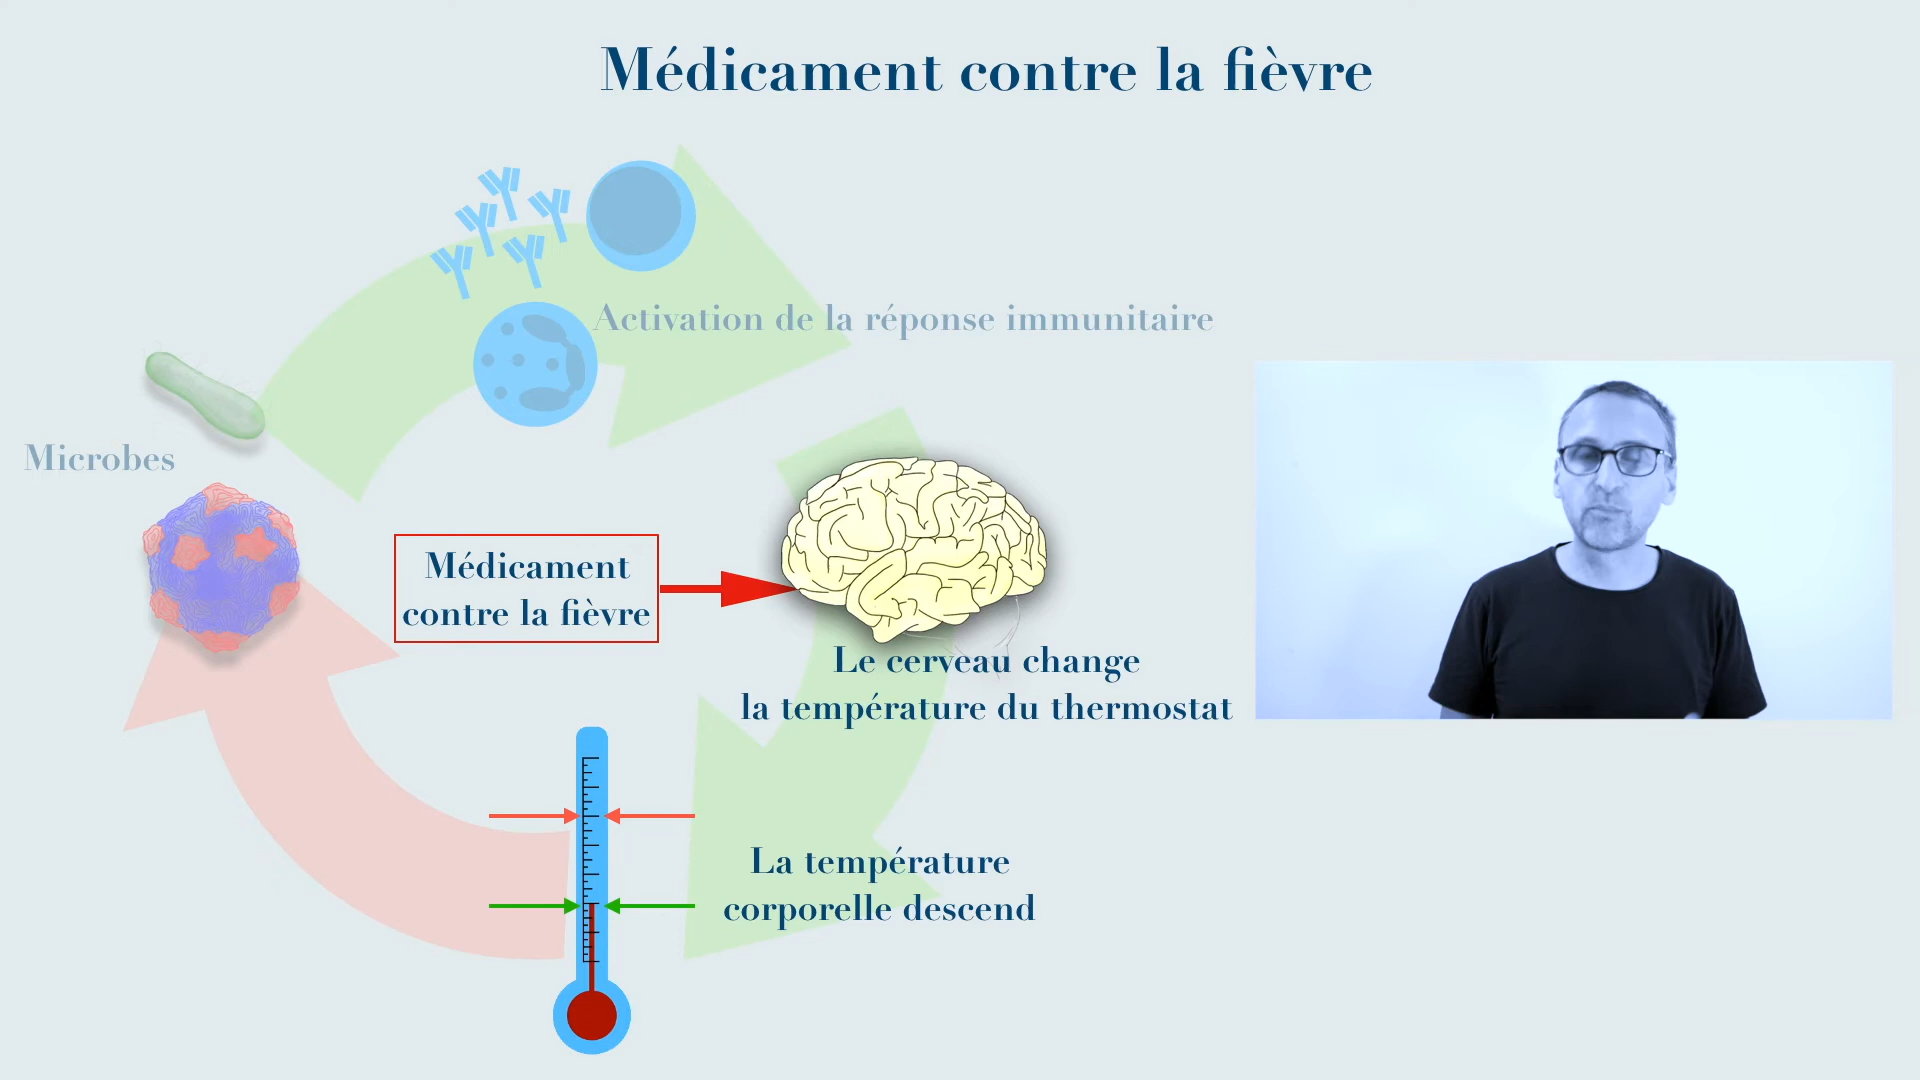 Médicament contre la fièvre
Activation de la réponse immunitaire
Microbes
Médicament
contre la fièvre
Le cerveau change
la température du thermostat
La température
corporelle descend